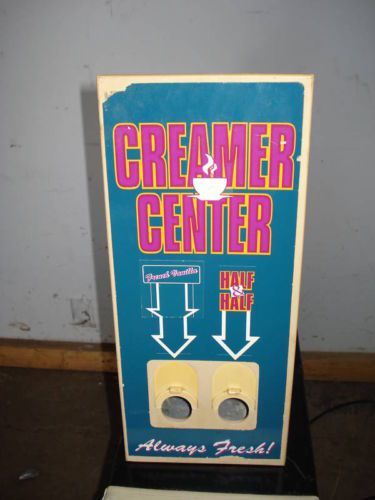 CREAMER
CENTER
French Vanilla
HALF
&
HALF
Always Fresh!